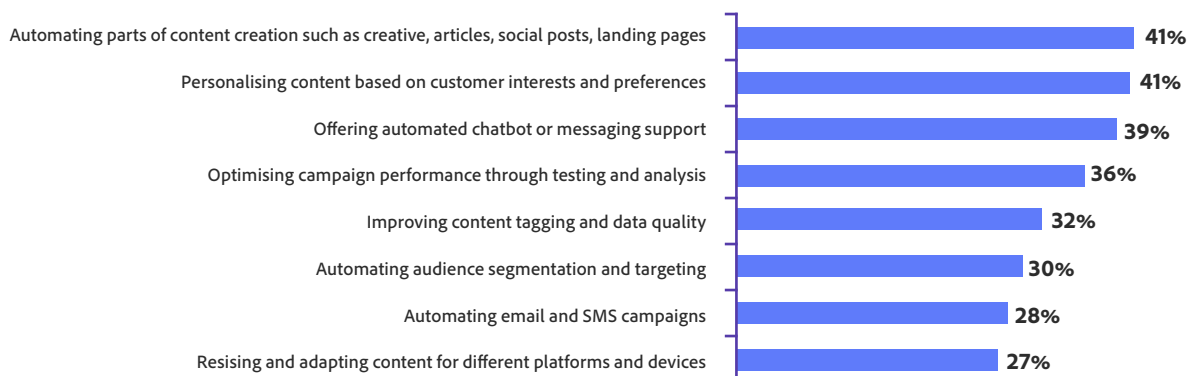 Automating parts of content creation such as creative, articles, social posts, landing pages 41%
Personalising content based on customer interests and preferences 41%
Offering automated chatbot or messaging support 39%
Optimising campaign performance through testing and analysis 36%
Improving content tagging and data quality 32%
Automating audience segmentation and targeting 30%
Automating email and SMS campaigns 28%
Resising and adapting content for different platforms and devices 27%